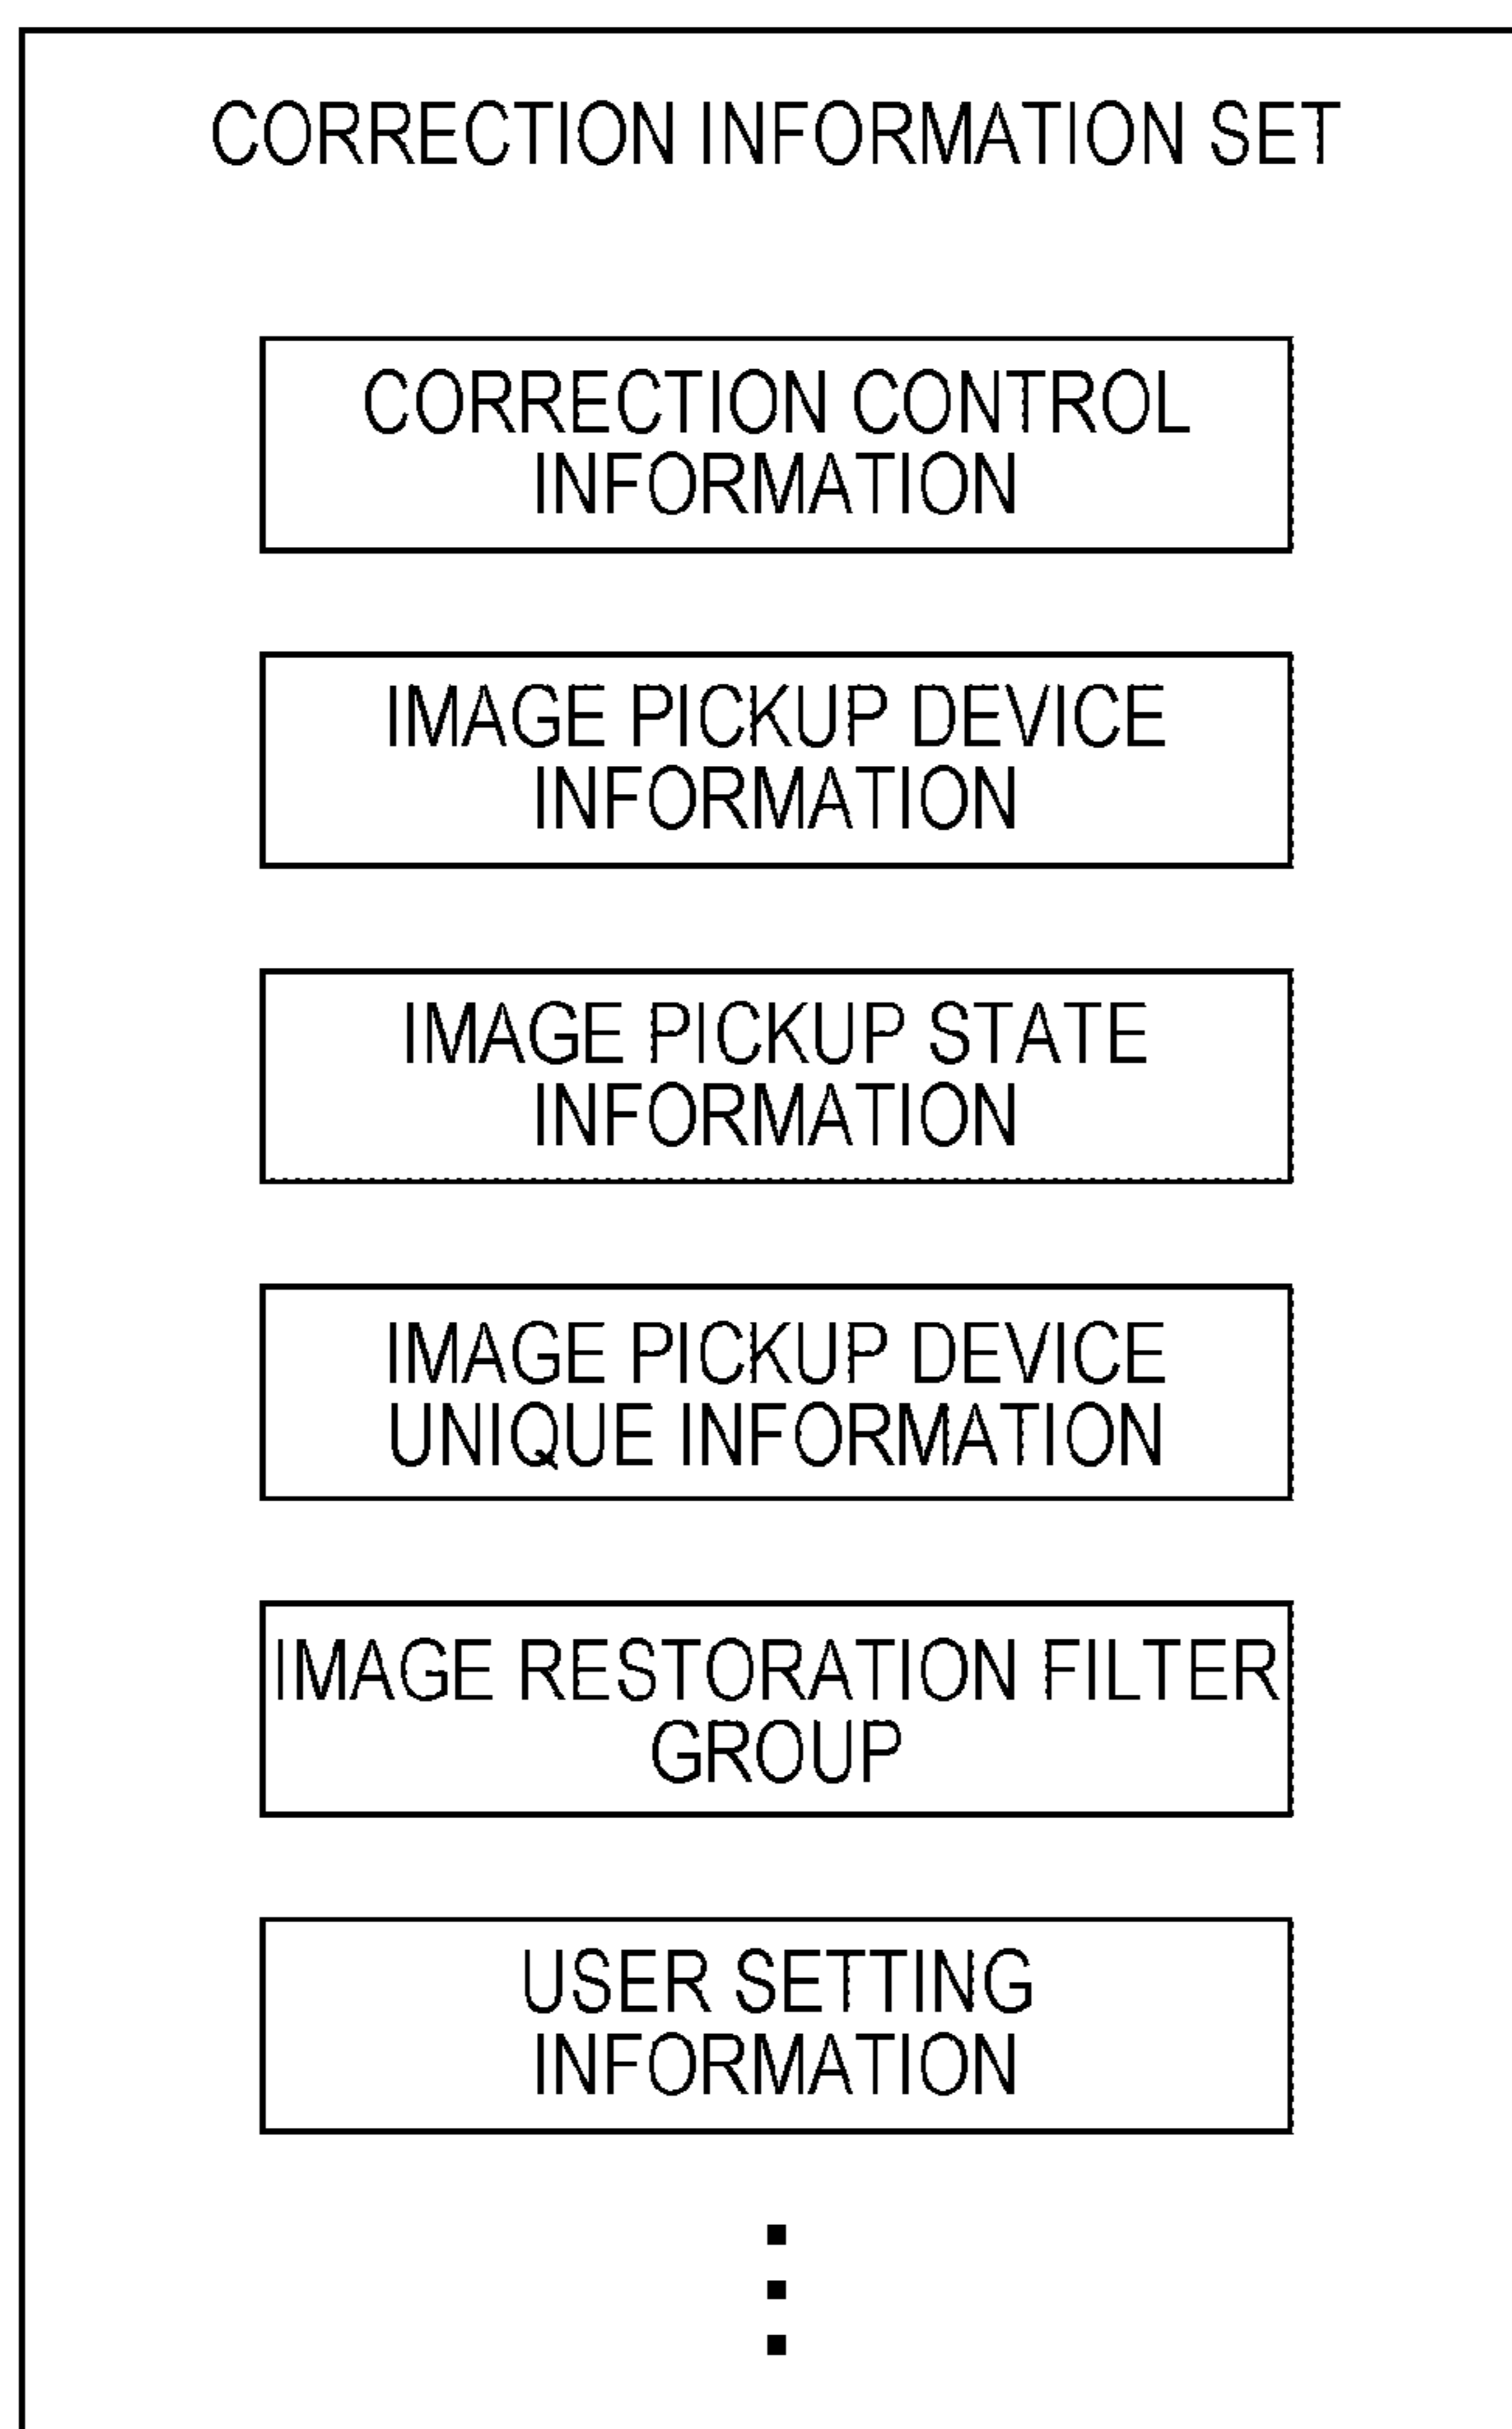 CORRECTION INFORMATION SET
CORRECTION CONTROL
INFORMATION
IMAGE PICKUP DEVICE
INFORMATION
IMAGE PICKUP STATE
INFORMATION
IMAGE PICKUP DEVICE
UNIQUE INFORMATION
IMAGE RESTORATION FILTER
GROUP
USER SETTING
INFORMATION